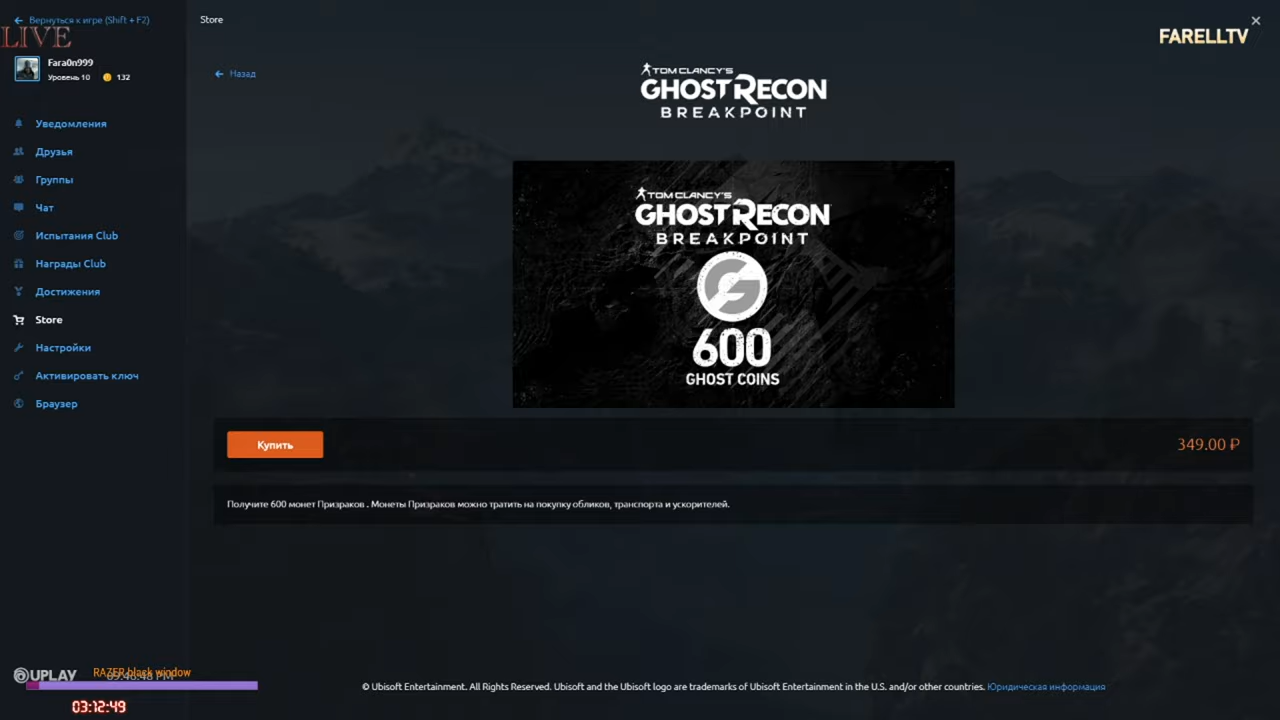 Вернуться к игре (Shift + F2)
Store
LIVE
FARELLTV
Fara0n999
Уровень 10
132
Назад
TOM CLANCY'S
GHOST RECON
BREAKPOINT
Уведомления
Друзья
Группы
Чат
Испытания Club
Награды Club
Достижения
Store
Настройки
Активировать ключ
Браузер
TOM CLANCY'S
GHOST RECON
BREAKPOINT
600
GHOST COINS
Купить
349.00 ₽
Получите 600 монет Призраков . Монеты Призраков можно тратить на покупку обликов, транспорта и ускорителей.
UPLAY
RAZER black window
© Ubisoft Entertainment. All Rights Reserved. Ubisoft and the Ubisoft logo are trademarks of Ubisoft Entertainment in the U.S. and/or other countries. Юридическая информация
03:12:49